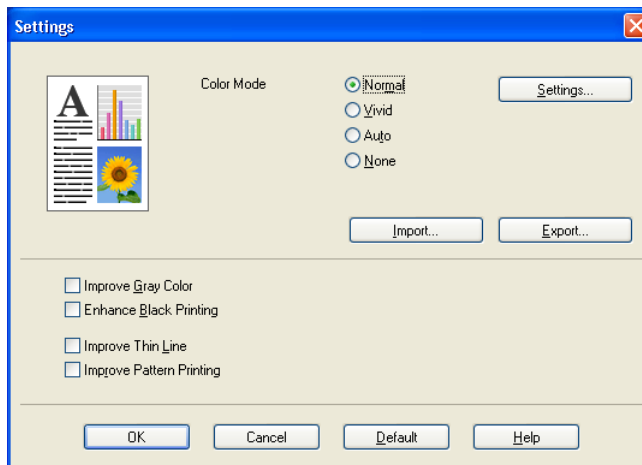 Settings
Color Mode
Normal
Settings...
Vivid
Auto
None
A
Import...
Export...
Improve Gray Color
Enhance Black Printing
Improve Thin Line
Improve Pattern Printing
OK
Cancel
Default
Help